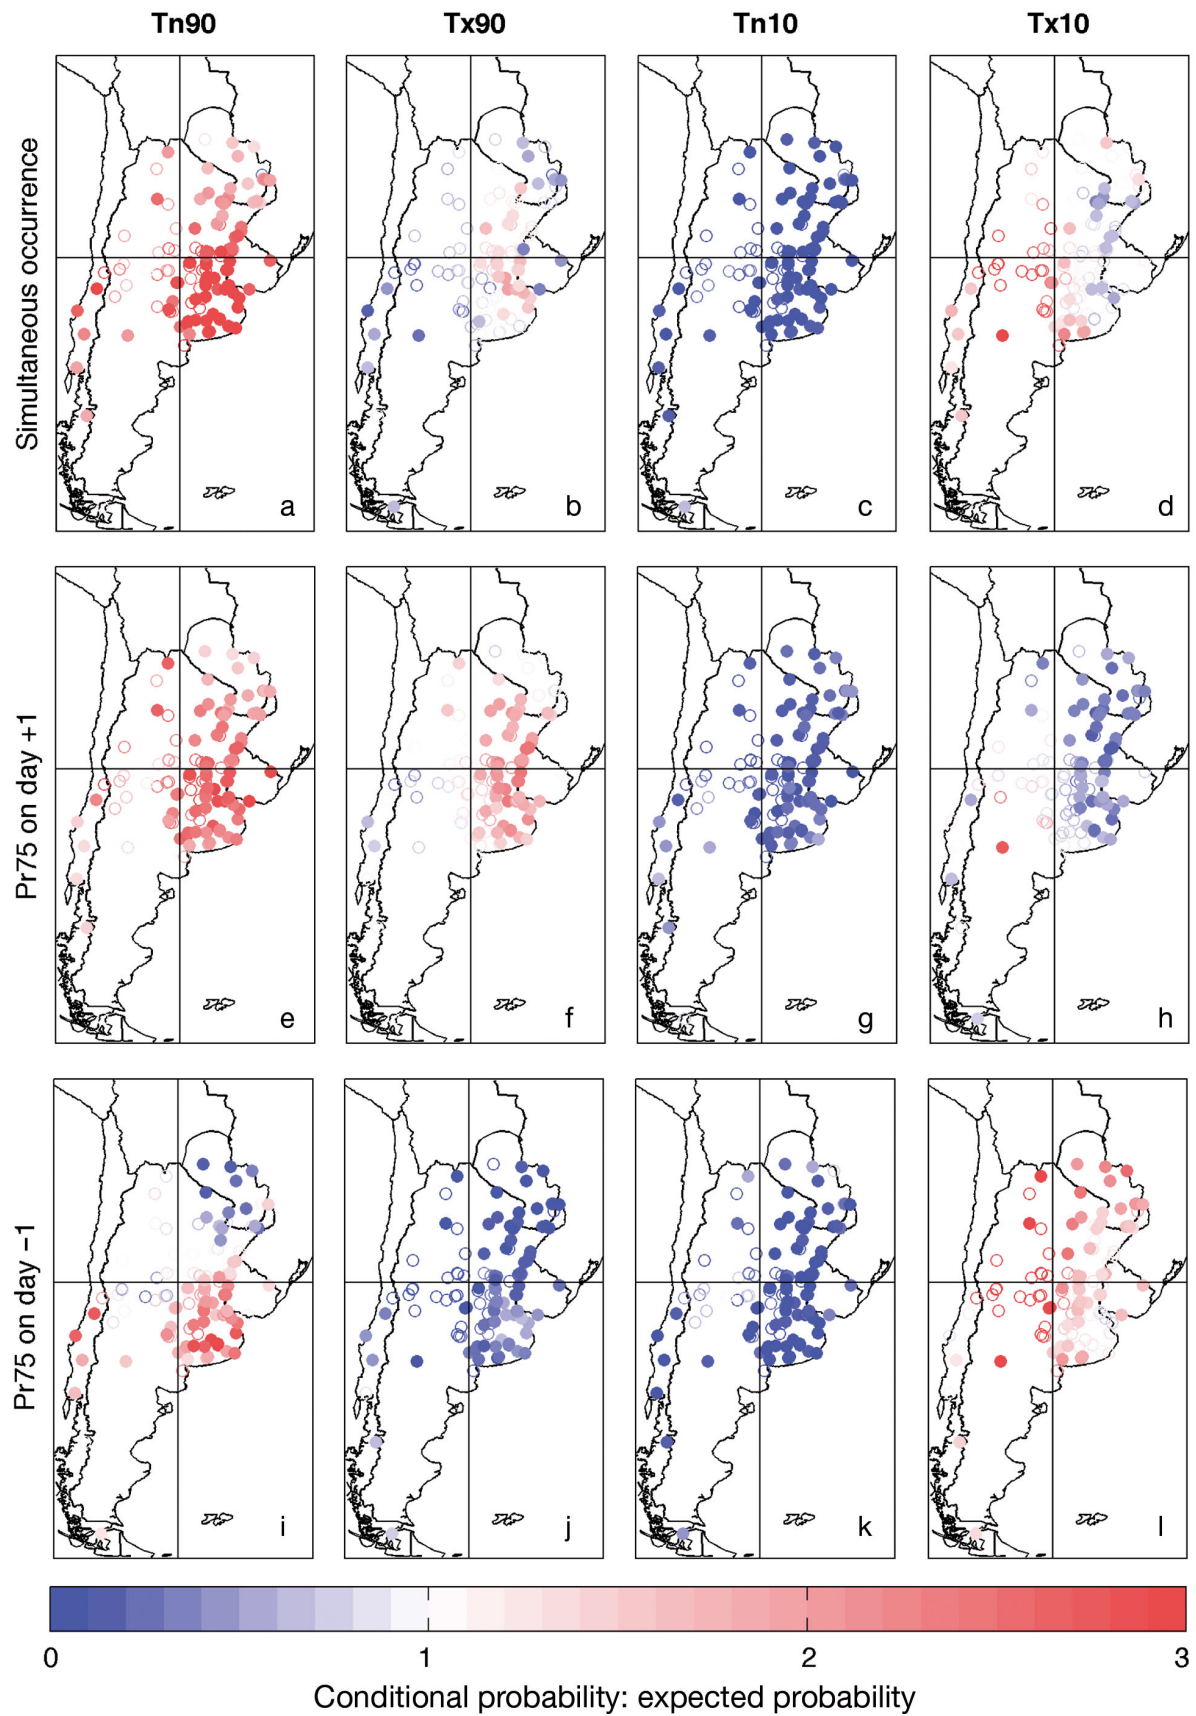 Tn90 Tx90 Tn10 Tx10
Simultaneous occurrence
a b c d
Pr75 on day +1
e f g h
Pr75 on day −1
i j k l
0 1 2 3
Conditional probability: expected probability